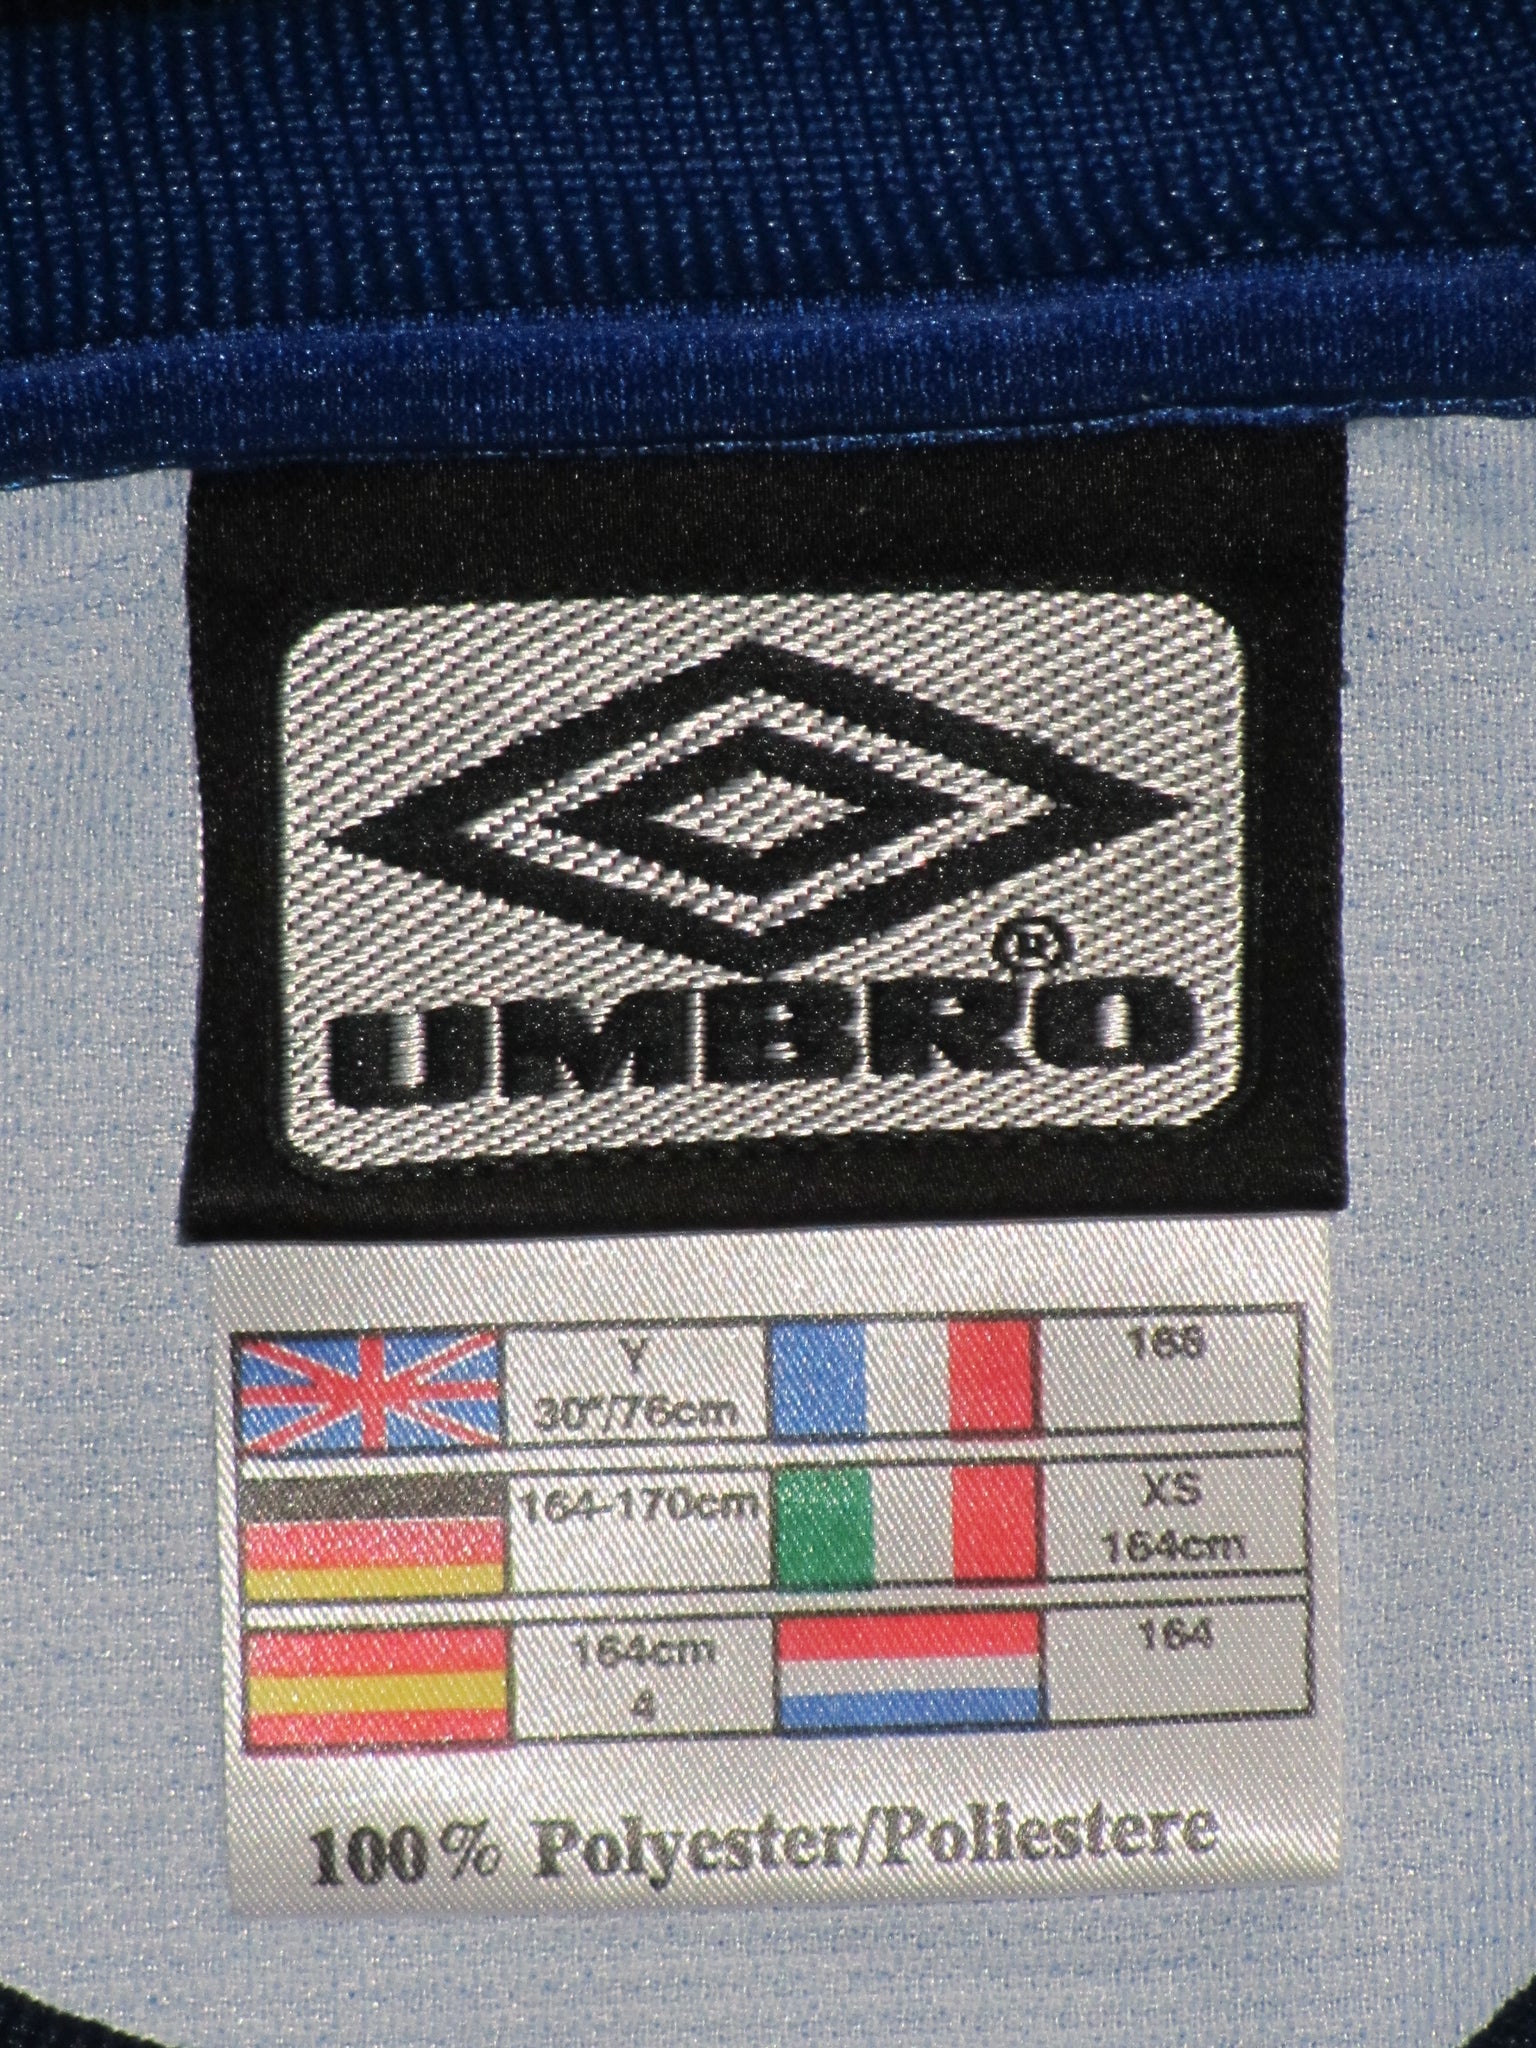 ®
UMBRO
Y
30"/76cm
168
164-170cm
XS
164cm
164cm
4
164
100% Polyester/Poliestere